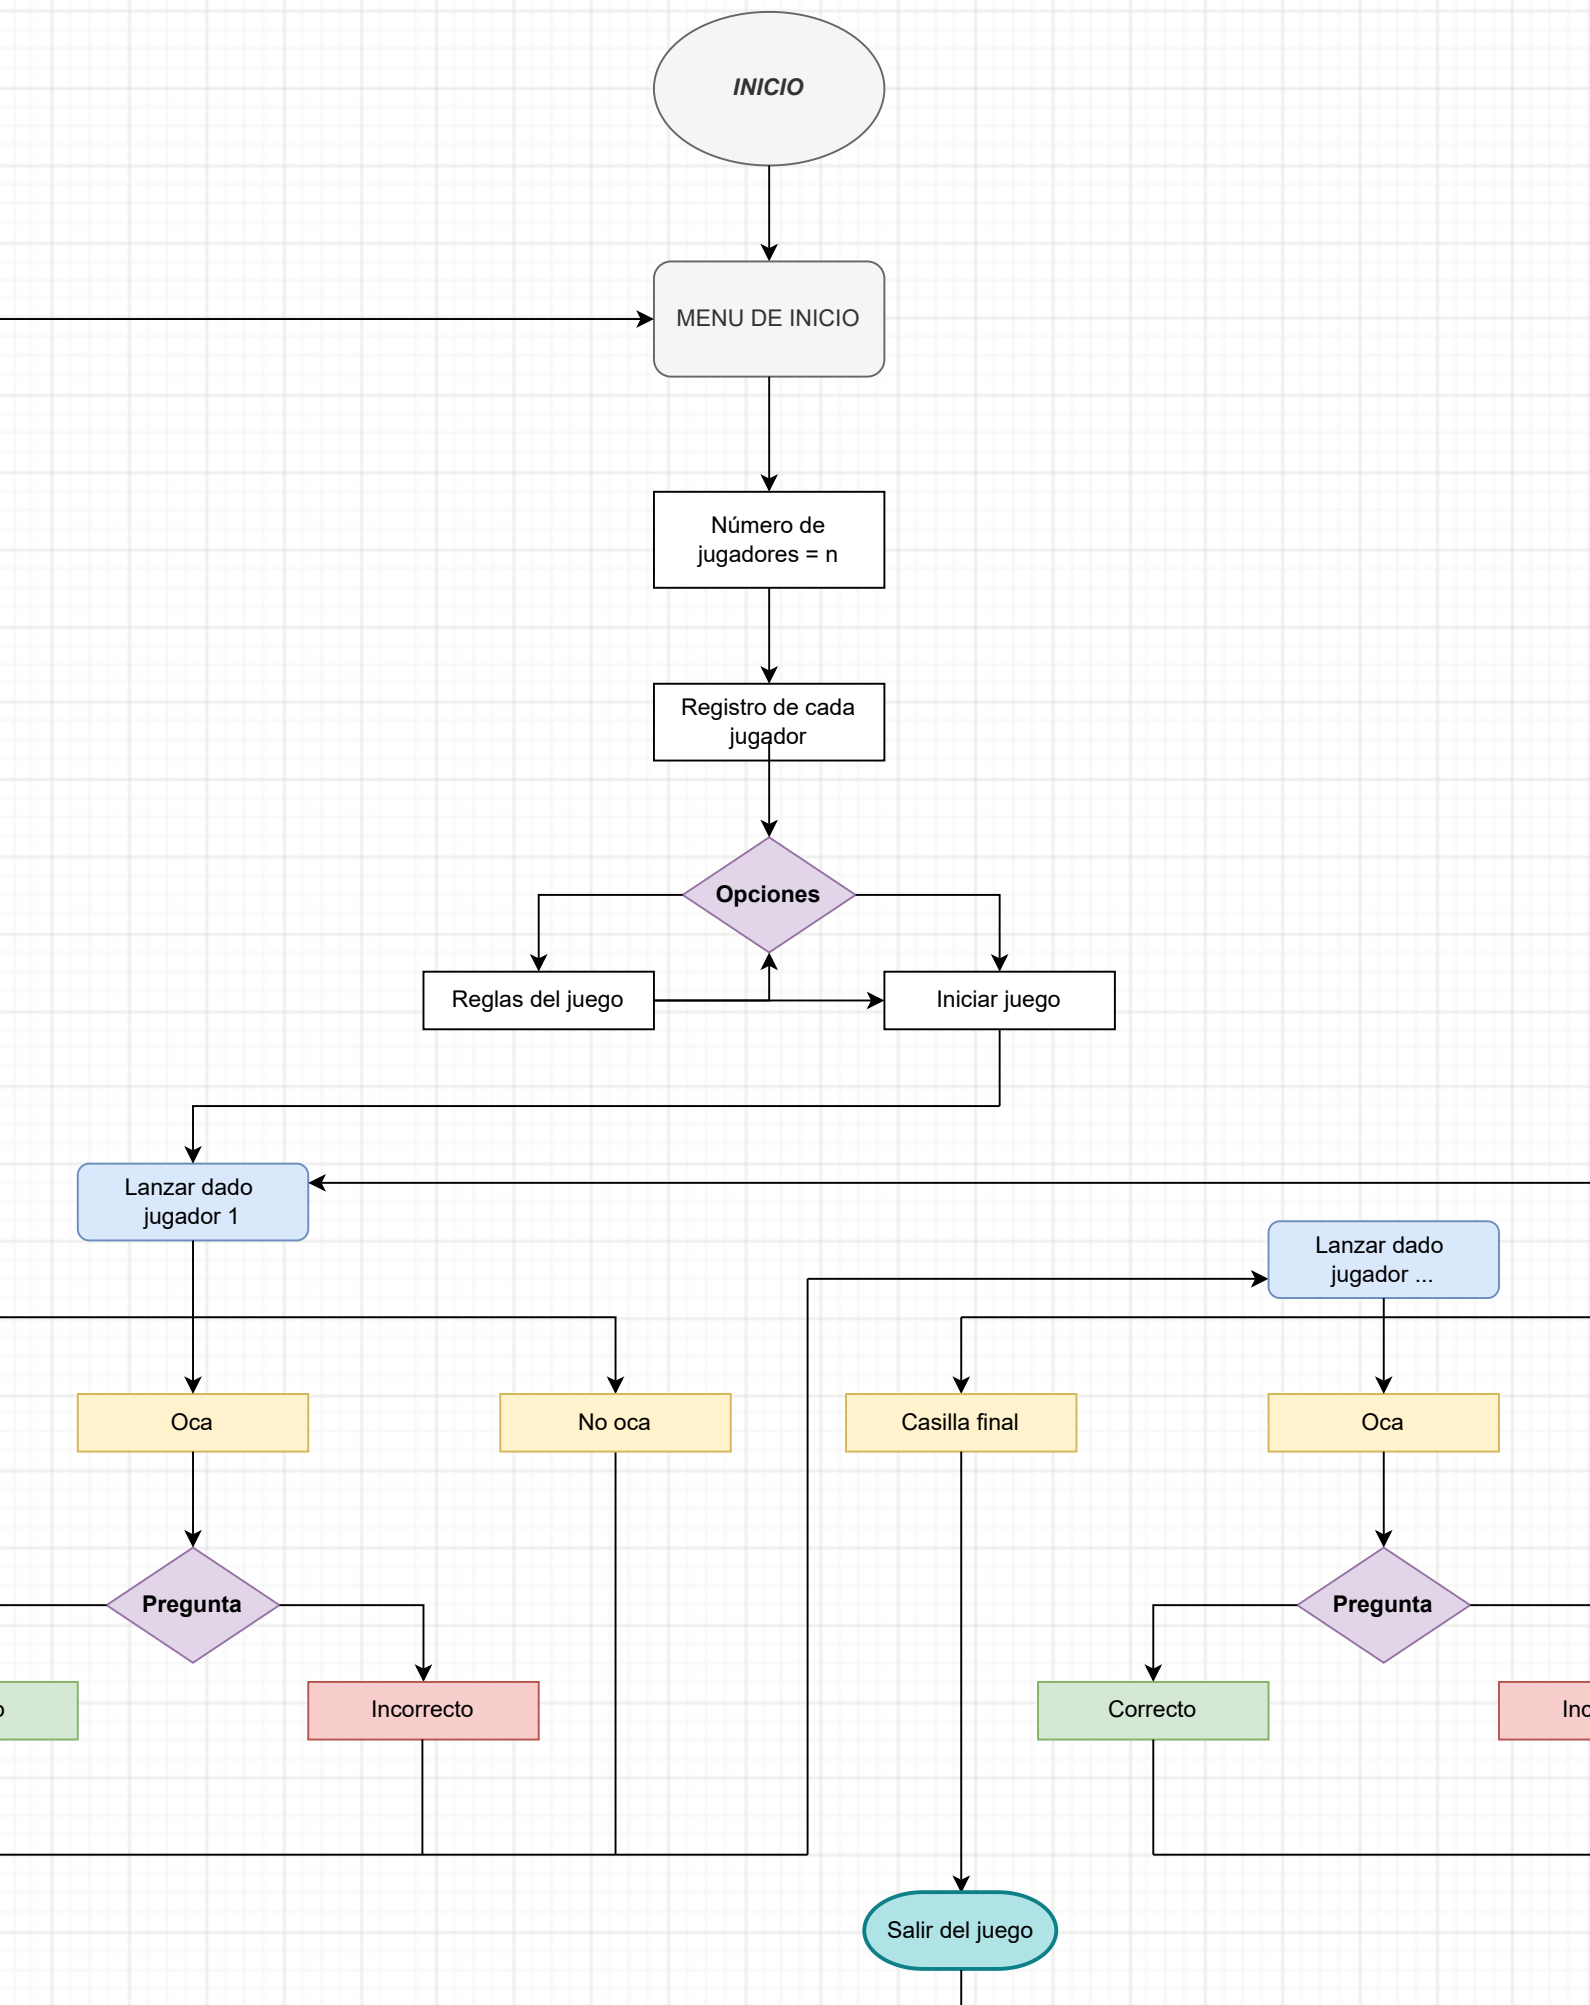 INICIO
MENU DE INICIO
Número de
jugadores = n
Registro de cada
jugador
Opciones
Reglas del juego
Iniciar juego
Lanzar dado
jugador 1
Lanzar dado
jugador ...
Oca
No oca
Casilla final
Oca
Pregunta
Pregunta
Incorrecto
Correcto
Salir del juego